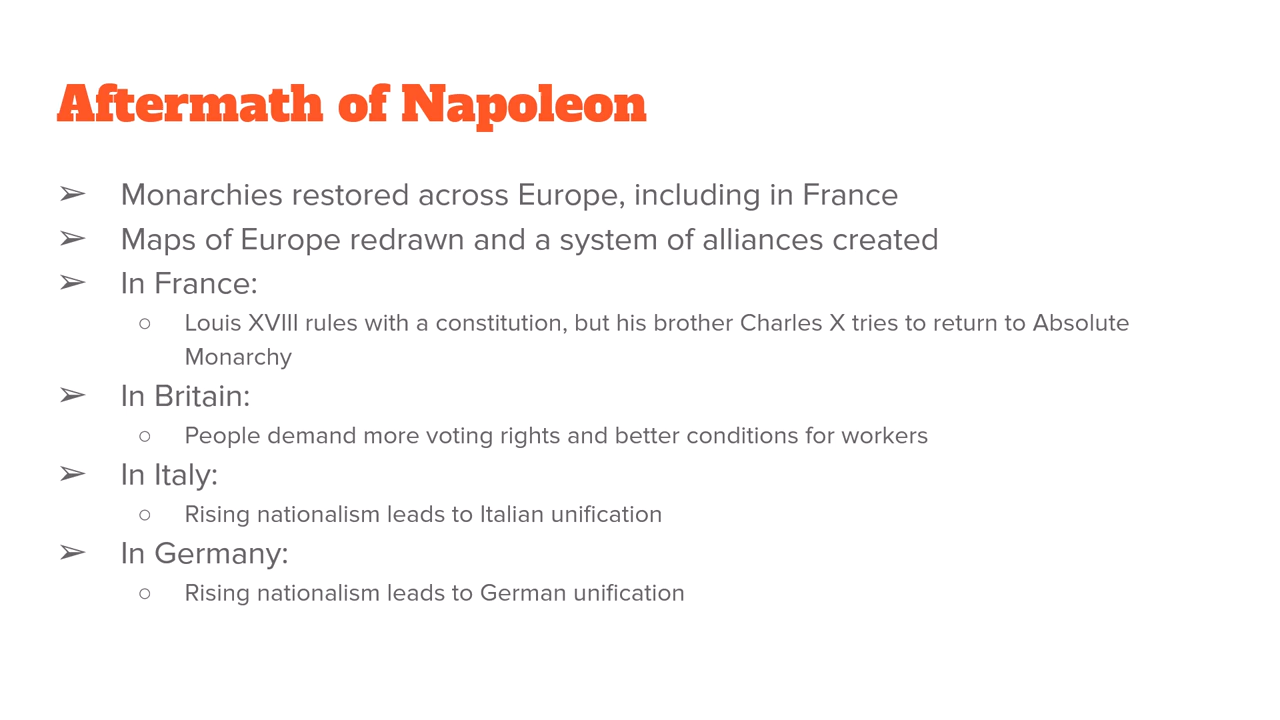 Aftermath of Napoleon
➢ Monarchies restored across Europe, including in France
➢ Maps of Europe redrawn and a system of alliances created
➢ In France:
○ Louis XVIII rules with a constitution, but his brother Charles X tries to return to Absolute
Monarchy
➢ In Britain:
○ People demand more voting rights and better conditions for workers
➢ In Italy:
○ Rising nationalism leads to Italian unification
➢ In Germany:
○ Rising nationalism leads to German unification